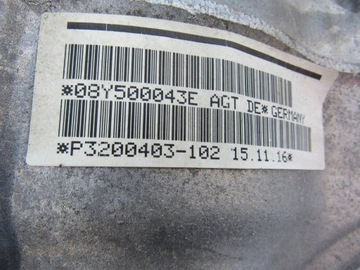 *08Y500043E AGT DE*GERMANY
*P3200403-102 15.11.16*